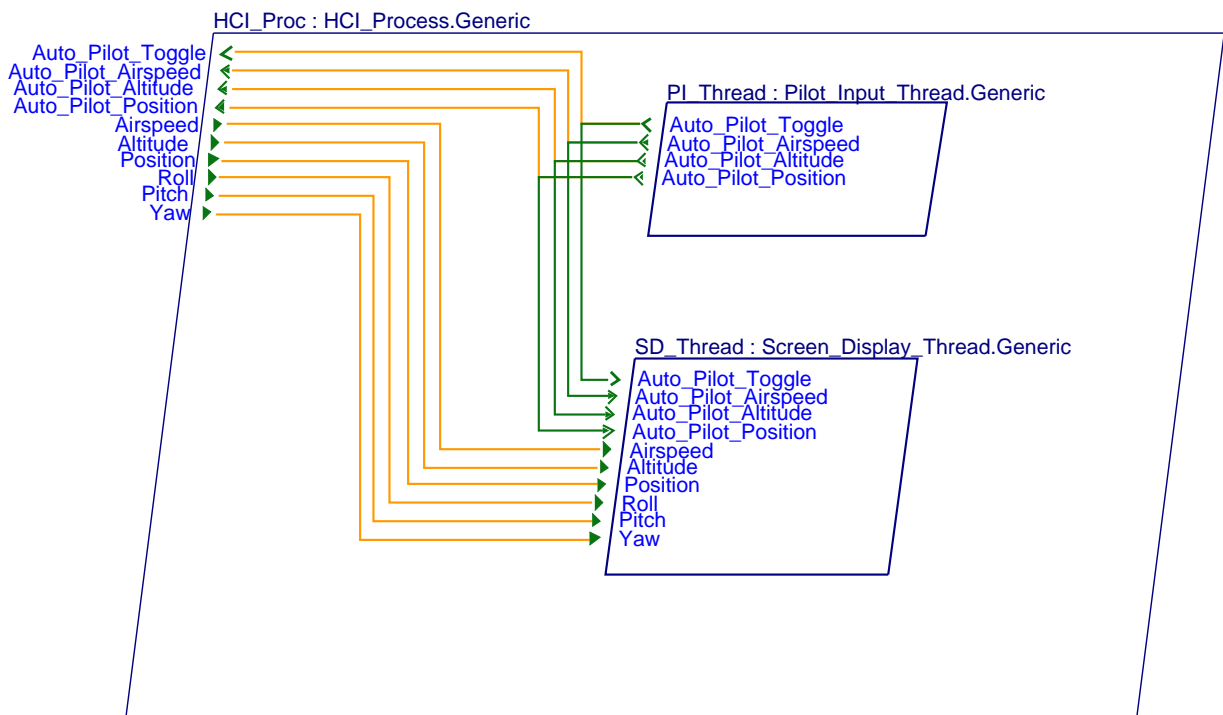 HCI_Proc : HCI_Process.Generic
Auto_Pilot_Toggle
Auto_Pilot_Airspeed
Auto_Pilot_Altitude
Auto_Pilot_Position
Airspeed
Altitude
Position
Roll
Pitch
Yaw
PI_Thread : Pilot_Input_Thread.Generic
Auto_Pilot_Toggle
Auto_Pilot_Airspeed
Auto_Pilot_Altitude
Auto_Pilot_Position
SD_Thread : Screen_Display_Thread.Generic
Auto_Pilot_Toggle
Auto_Pilot_Airspeed
Auto_Pilot_Altitude
Auto_Pilot_Position
Airspeed
Altitude
Position
Roll
Pitch
Yaw